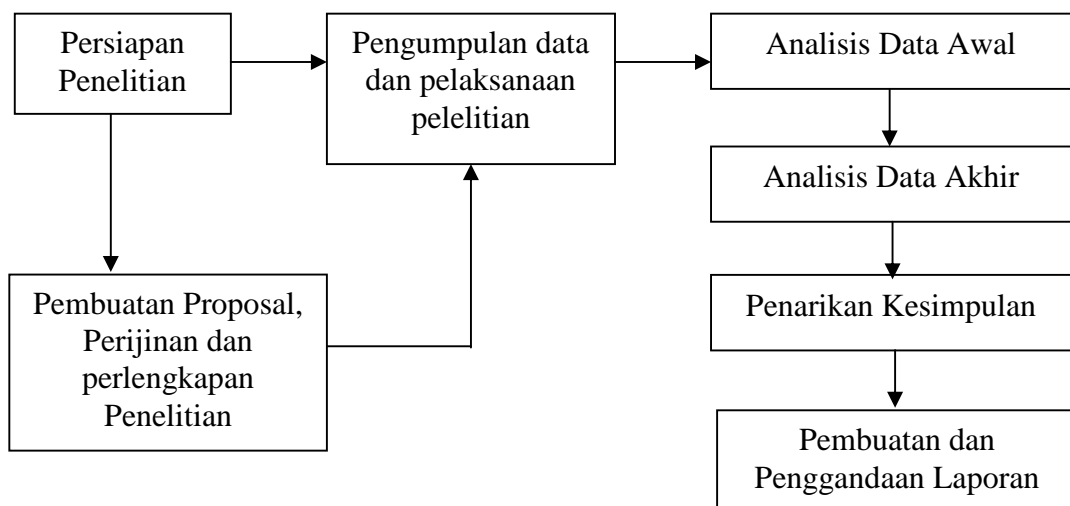 Persiapan
Penelitian
Pengumpulan data
dan pelaksanaan
pelelitian
Analisis Data Awal
Analisis Data Akhir
Pembuatan Proposal,
Perijinan dan
perlengkapan
Penelitian
Penarikan Kesimpulan
Pembuatan dan
Penggandaan Laporan